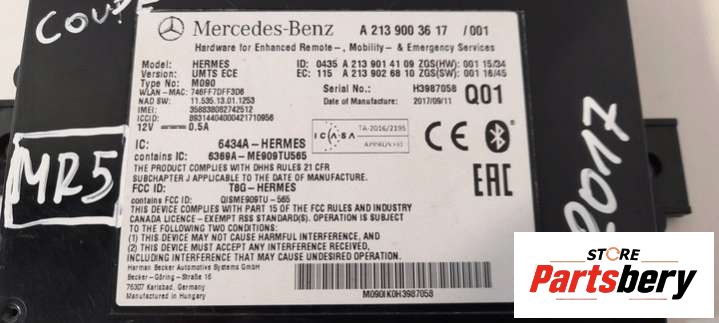 COUPE
Mercedes-Benz A 213 900 36 17 /001
Hardware for Enhanced Remote-, Mobility- & Emergency Services
Model: HERMES ID: 0435 A 213 901 41 09 ZGS(HW): 001 15/34
Version: UMTS ECE EC: 115 A 213 902 68 10 ZGS(SW): 001 16/45
Type No: M090 Serial No.: H3987058
WLAN-MAC: 746FF7DFF3D6
NAD SW: 11.535.13.01.1253 Date of Manufacture: 2017/09/11 Q01
IMEI: 358838082742512
ICCID: 89314404000421710956
12V 0,5A
ICASA TA-2016/2195
APPROVED
CE
IC: 6434A-HERMES
contains IC: 6369A-ME909TU565
THE PRODUCT COMPLIES WITH DHHS RULES 21 CFR
SUBCHAPTER J APPLICABLE TO THE DATE OF MANUFACTURE.
FCC ID: T8G-HERMES
contains FCC ID: QISME909TU-565
EAC
THIS DEVICE COMPLIES WITH PART 15 OF THE FCC RULES AND INDUSTRY
CANADA LICENCE-EXEMPT RSS STANDARD(S). OPERATION IS SUBJECT
TO THE FOLLOWING TWO CONDITIONS:
(1) THIS DEVICE MAY NOT CAUSE HARMFUL INTERFERENCE, AND
(2) THIS DEVICE MUST ACCEPT ANY INTERFERENCE RECEIVED,
INCLUDING INTERFERENCE THAT MAY CAUSE UNDESIRED OPERATION.
Harman Becker Automotive Systems GmbH
Becker-Göring-Straße 16
76307 Karlsbad, Germany
Manufactured in Hungary
M090IK0H3987058
MR5
2017
STORE
Partsbery